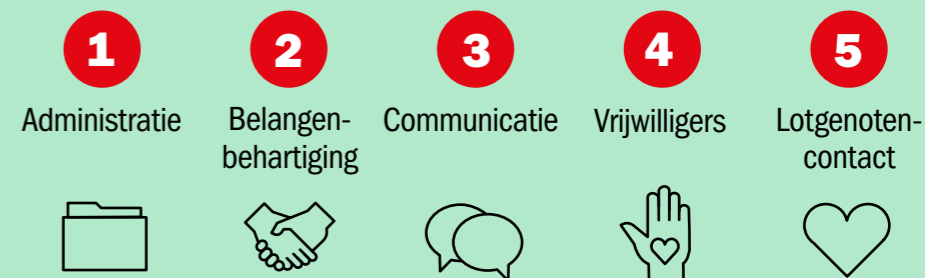 1 2 3 4 5
Administratie Belangen- Communicatie Vrijwilligers Lotgenoten-
behartiging contact